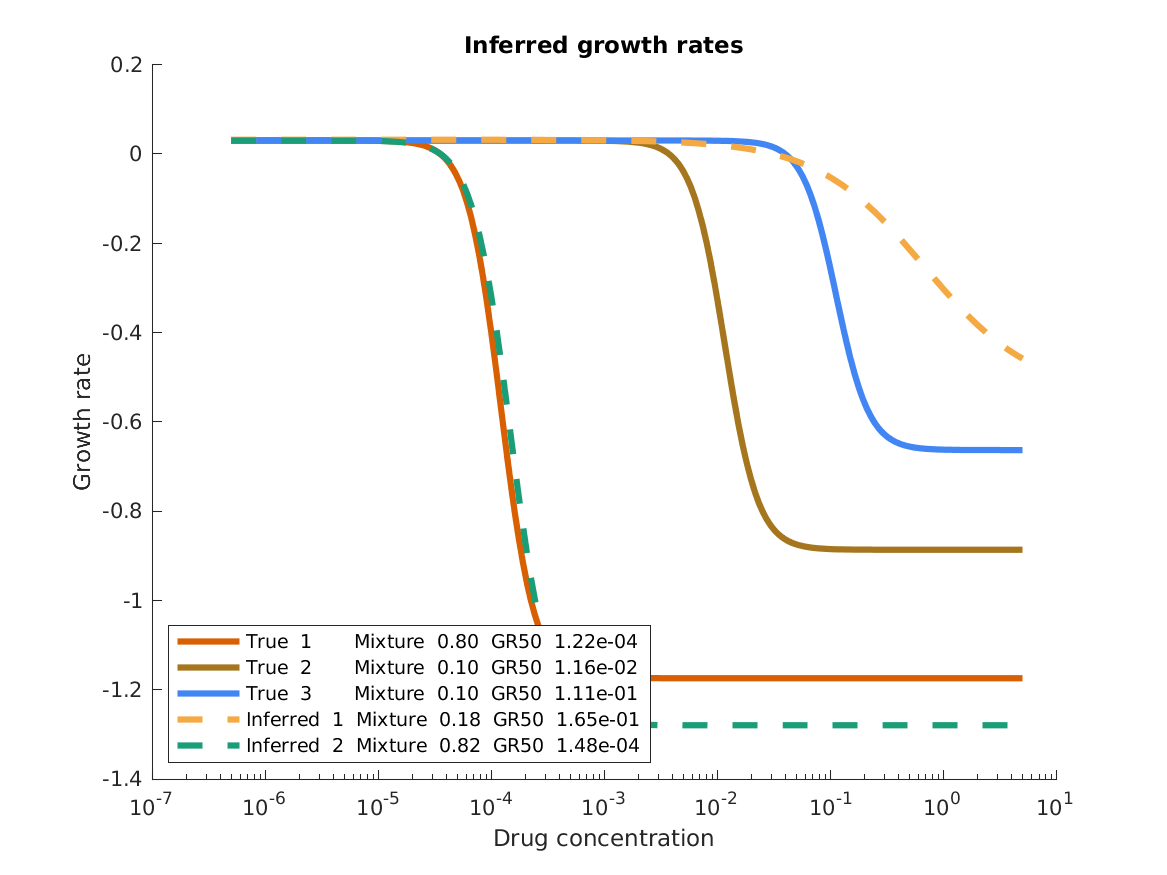 Inferred growth rates
0.2
0
-0.2
-0.4
-0.6
-0.8
-1
-1.2
-1.4
Growth rate
True 1 Mixture 0.80 GR50 1.22e-04
True 2 Mixture 0.10 GR50 1.16e-02
True 3 Mixture 0.10 GR50 1.11e-01
Inferred 1 Mixture 0.18 GR50 1.65e-01
Inferred 2 Mixture 0.82 GR50 1.48e-04
10^-7 10^-6 10^-5 10^-4 10^-3 10^-2 10^-1 10^0 10^1
Drug concentration